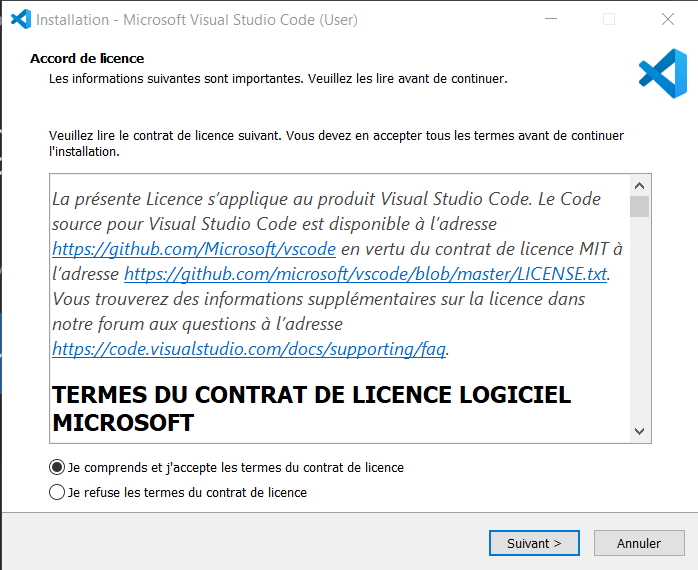 Installation - Microsoft Visual Studio Code (User)
Accord de licence
Les informations suivantes sont importantes. Veuillez les lire avant de continuer.
Veuillez lire le contrat de licence suivant. Vous devez en accepter tous les termes avant de continuer
l'installation.
La présente Licence s’applique au produit Visual Studio Code. Le Code
source pour Visual Studio Code est disponible à l’adresse
https://github.com/Microsoft/vscode en vertu du contrat de licence MIT à
l’adresse https://github.com/microsoft/vscode/blob/master/LICENSE.txt.
Vous trouverez des informations supplémentaires sur la licence dans
notre forum aux questions à l’adresse
https://code.visualstudio.com/docs/supporting/faq.
TERMES DU CONTRAT DE LICENCE LOGICIEL
MICROSOFT
Je comprends et j'accepte les termes du contrat de licence
Je refuse les termes du contrat de licence
Suivant >
Annuler